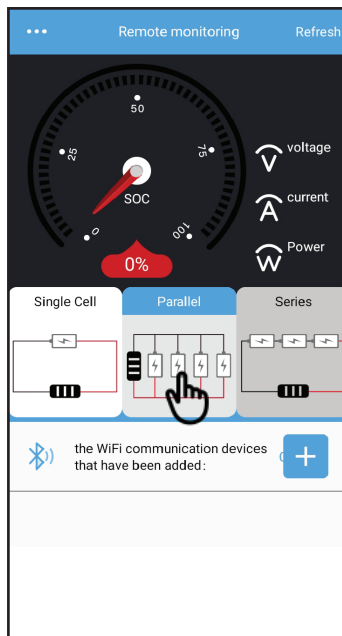 Remote monitoring
Refresh
50
25
75
SOC
0
100
0%
voltage
V
current
A
Power
W
Single Cell
Parallel
Series
the WiFi communication devices
that have been added: